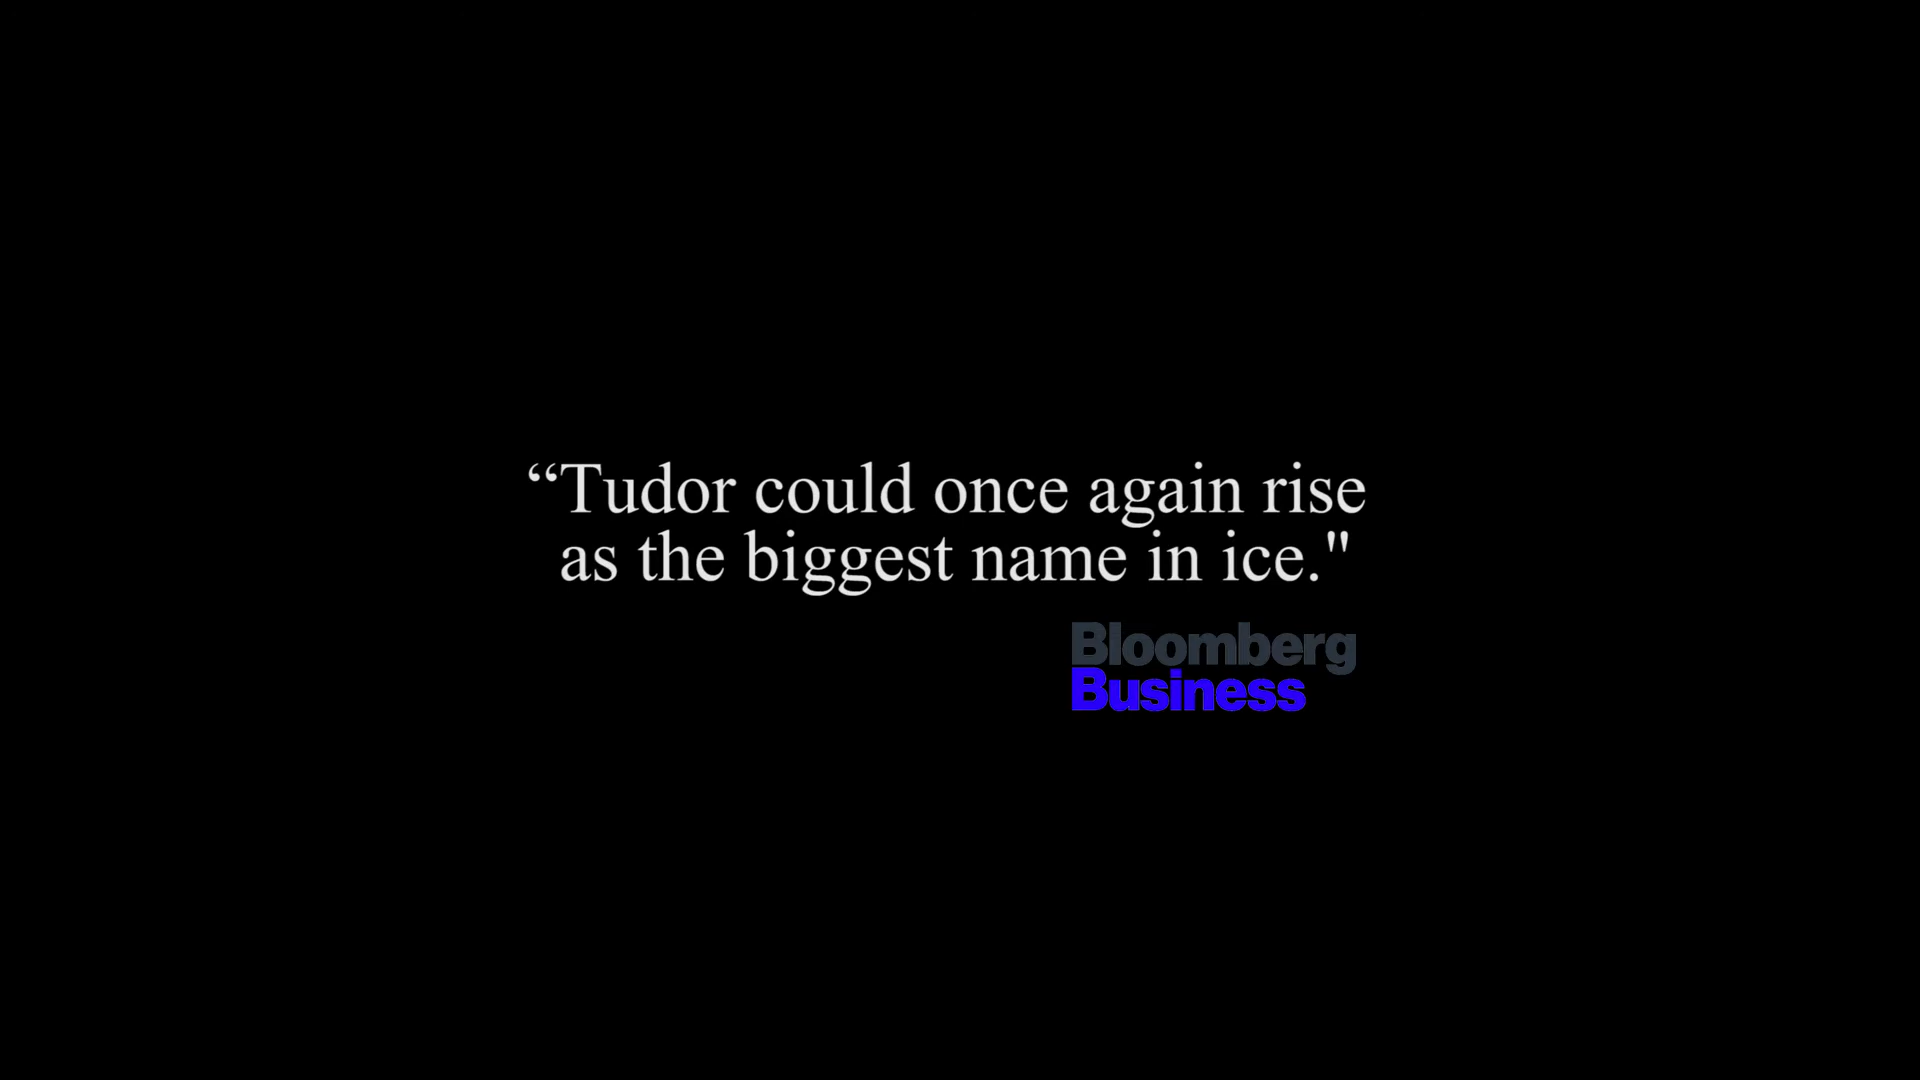 “Tudor could once again rise
as the biggest name in ice."
Bloomberg
Business